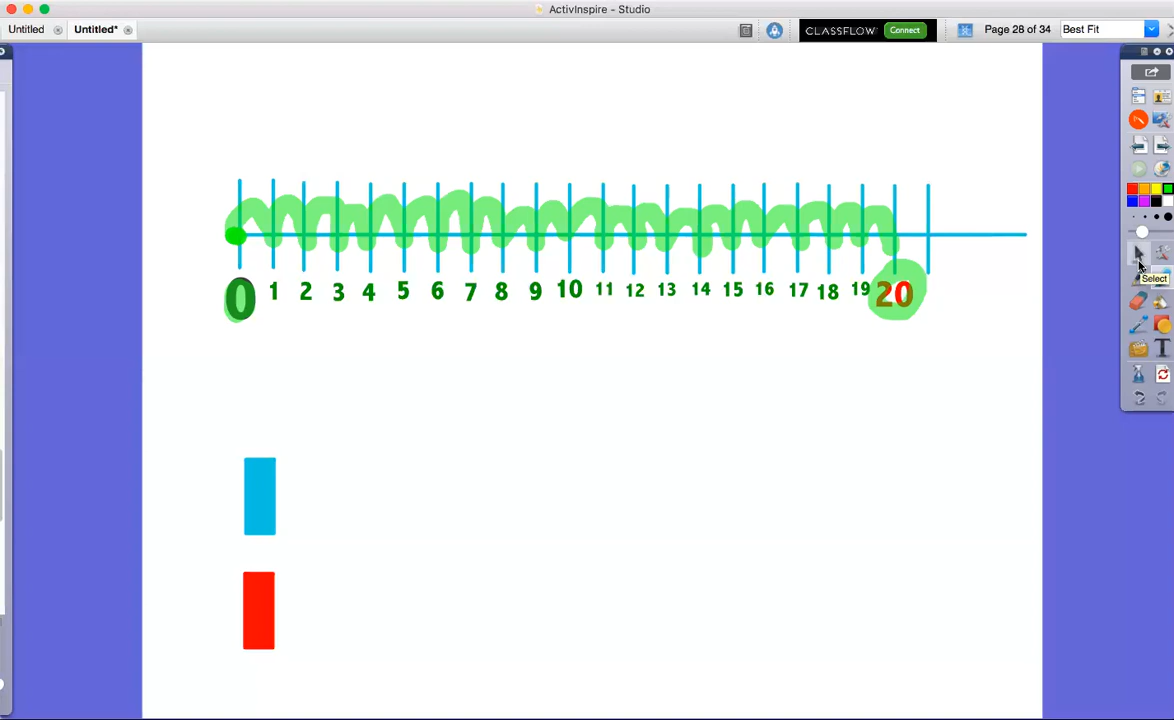 ActivInspire - Studio
Untitled Untitled* CLASSFLOW Connect Page 28 of 34 Best Fit
Select
0 1 2 3 4 5 6 7 8 9 10 11 12 13 14 15 16 17 18 19 20